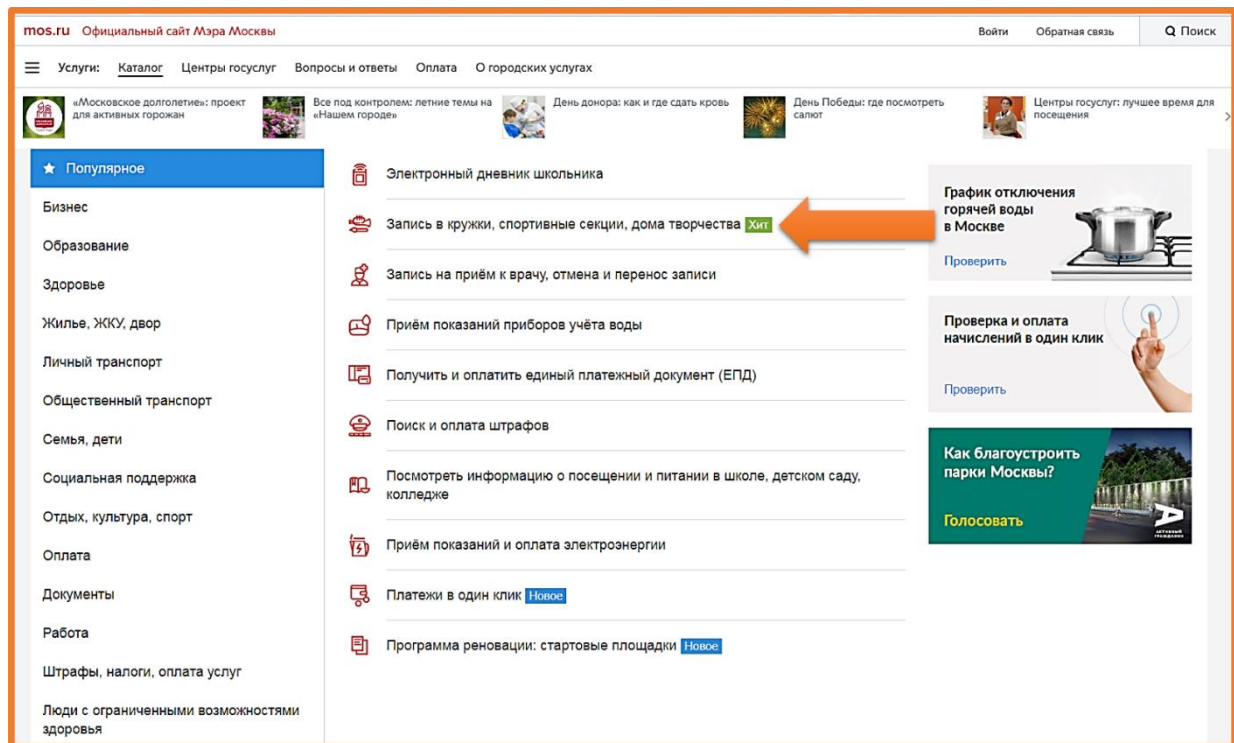 mos.ru Официальный сайт Мэра Москвы
Войти
Обратная связь
Поиск
Услуги: Каталог Центры госуслуг Вопросы и ответы Оплата О городских услугах
«Московское долголетие»: проект
для активных горожан
Все под контролем: летние темы на
«Нашем городе»
День донора: как и где сдать кровь
День Победы: где посмотреть
салют
Центры госуслуг: лучшее время для
посещения
Популярное
Бизнес
Образование
Здоровье
Жилье, ЖКУ, двор
Личный транспорт
Общественный транспорт
Семья, дети
Социальная поддержка
Отдых, культура, спорт
Оплата
Документы
Работа
Штрафы, налоги, оплата услуг
Люди с ограниченными возможностями
здоровья
Электронный дневник школьника
Запись в кружки, спортивные секции, дома творчества Хит
Запись на приём к врачу, отмена и перенос записи
Приём показаний приборов учёта воды
Получить и оплатить единый платежный документ (ЕПД)
Поиск и оплата штрафов
Посмотреть информацию о посещении и питании в школе, детском саду,
колледже
Приём показаний и оплата электроэнергии
Платежи в один клик Новое
Программа реновации: стартовые площадки Новое
График отключения
горячей воды
в Москве
Проверить
Проверка и оплата
начислений в один клик
Проверить
Как благоустроить
парки Москвы?
Голосовать
АКТИВНЫЙ
ГРАЖДАНИН